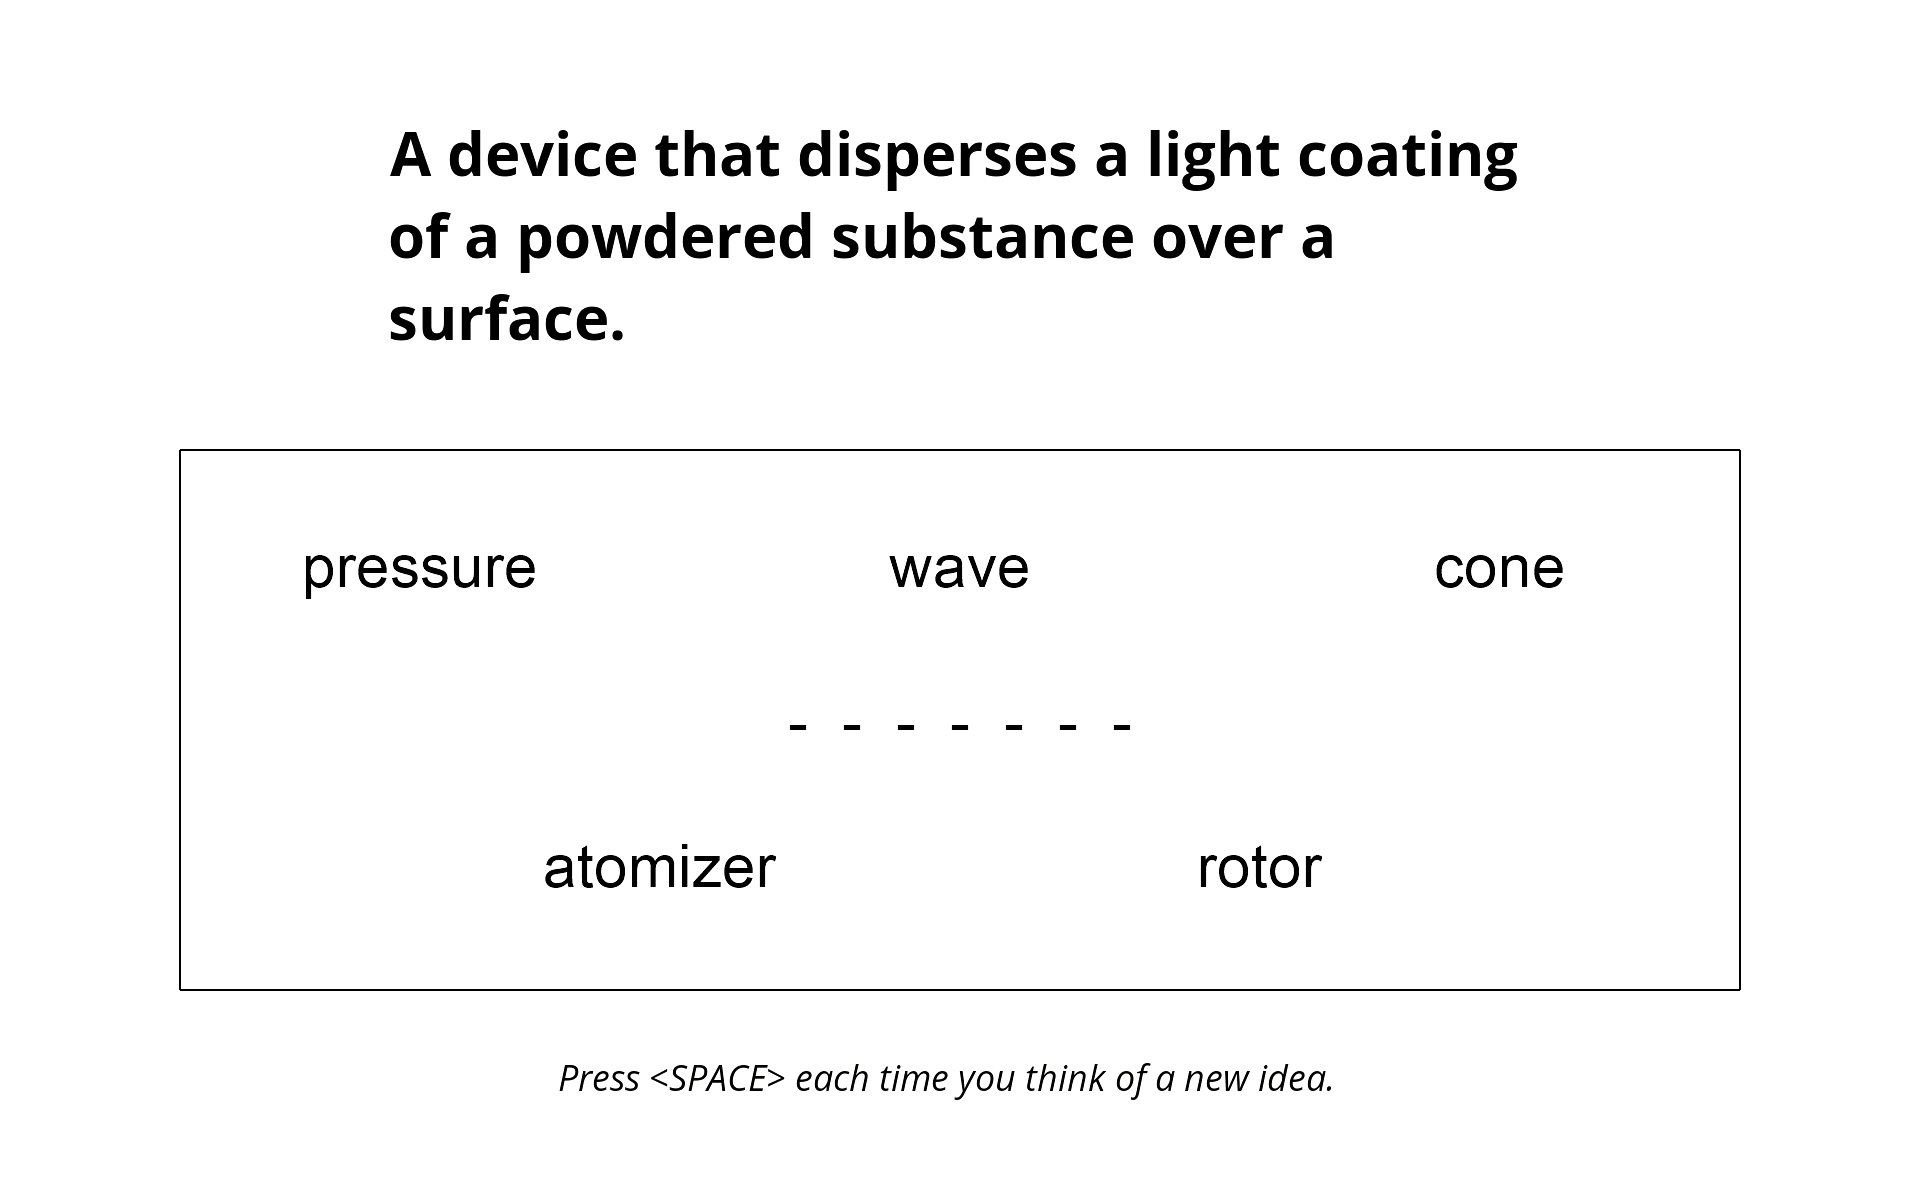 A device that disperses a light coating
of a powdered substance over a
surface.
pressure wave cone
- - - - - - -
atomizer rotor
Press <SPACE> each time you think of a new idea.